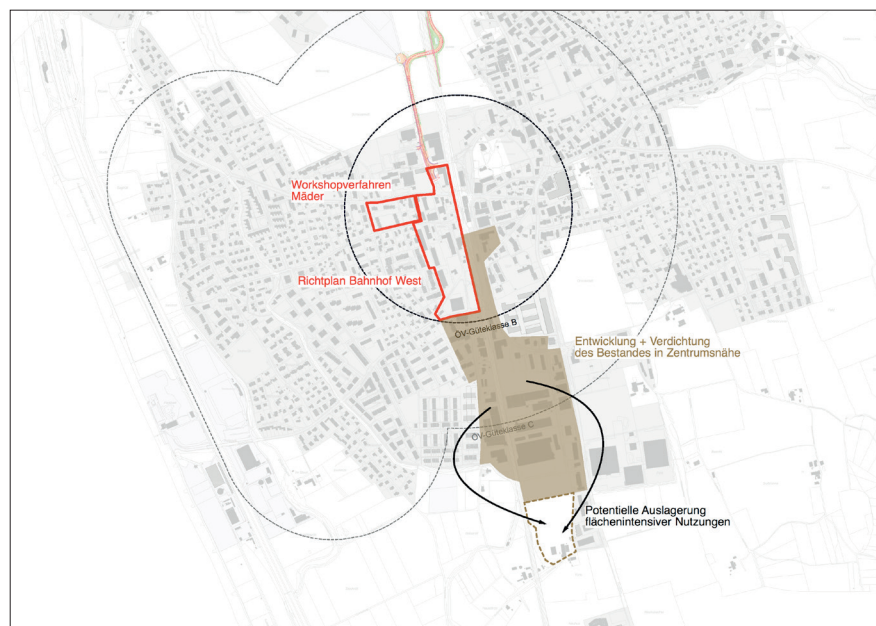 Workshopverfahren
Mäder
Richtplan Bahnhof West
ÖV-Güteklasse B
Entwicklung + Verdichtung
des Bestandes in Zentrumsnähe
ÖV-Güteklasse C
Potentielle Auslagerung
flächenintensiver Nutzungen